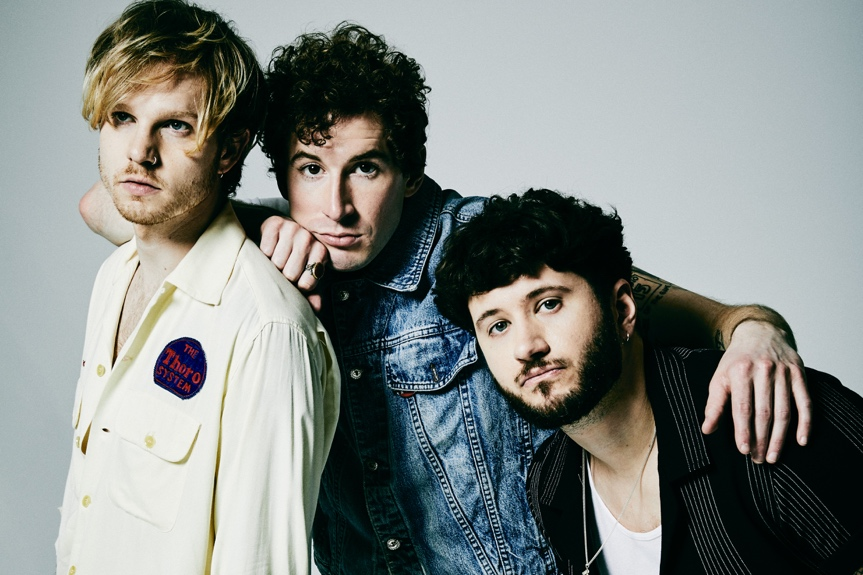 THE
Thoro
SYSTEM